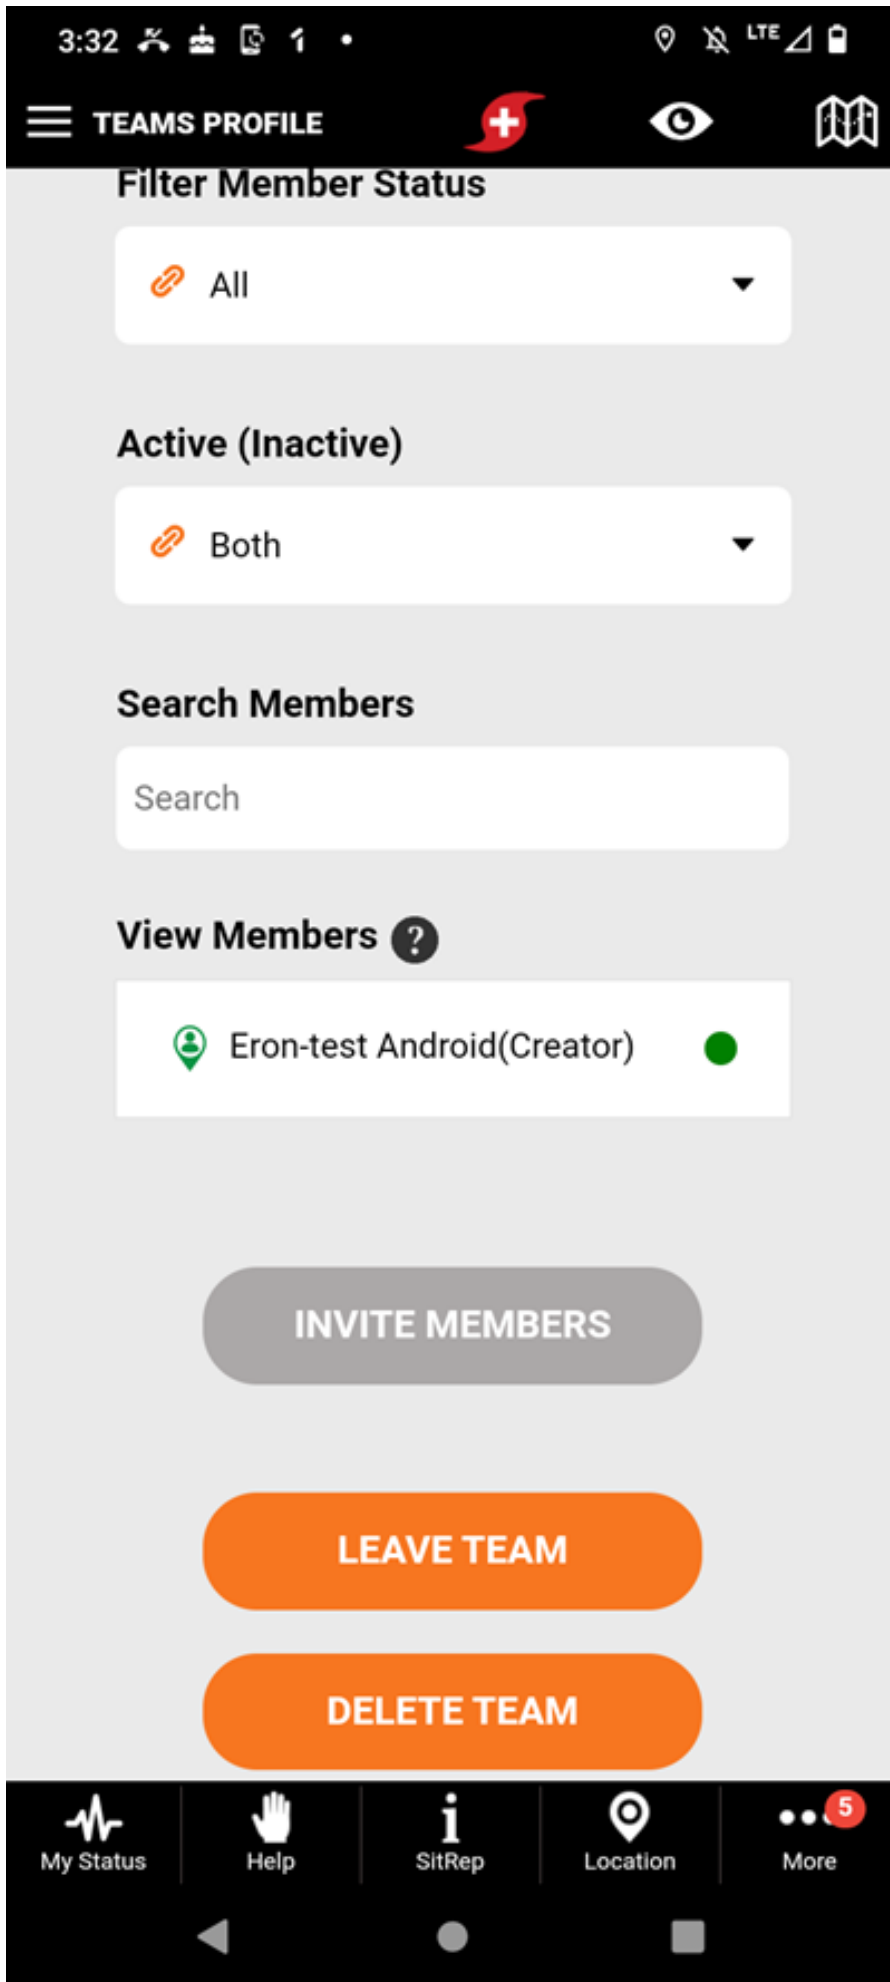 3:32
LTE
TEAMS PROFILE
Filter Member Status
All
Active (Inactive)
Both
Search Members
Search
View Members ?
Eron-test Android(Creator)
INVITE MEMBERS
LEAVE TEAM
DELETE TEAM
5
My Status
Help
SitRep
Location
More